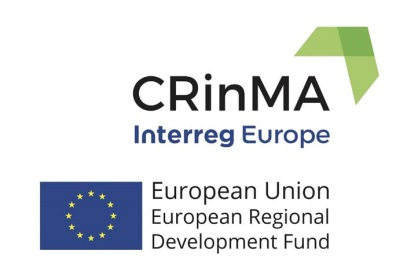 CRinMA
Interreg Europe
European Union
European Regional
Development Fund